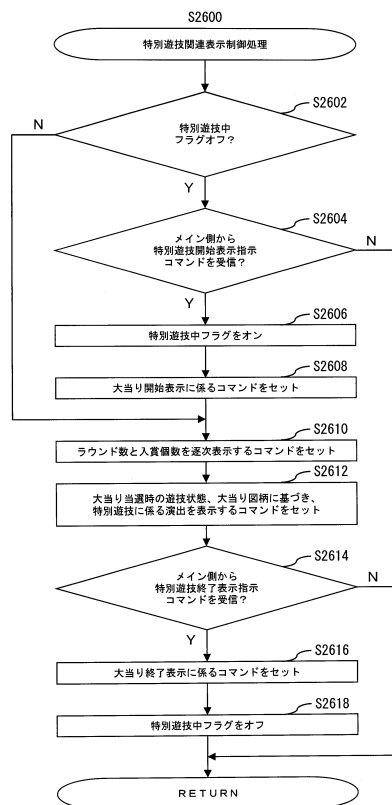 S2600
特別遊技関連表示制御処理
S2602
特別遊技中
フラグオフ？
N
Y
S2604
メイン側から
特別遊技開始表示指示
コマンドを受信？
N
Y
S2606
特別遊技中フラグをオン
S2608
大当り開始表示に係るコマンドをセット
S2610
ラウンド数と入賞個数を逐次表示するコマンドをセット
S2612
大当り当選時の遊技状態、大当り図柄に基づき、
特別遊技に係る演出を表示するコマンドをセット
S2614
メイン側から
特別遊技終了表示指示
コマンドを受信？
N
Y
S2616
大当り終了表示に係るコマンドをセット
S2618
特別遊技中フラグをオフ
RETURN